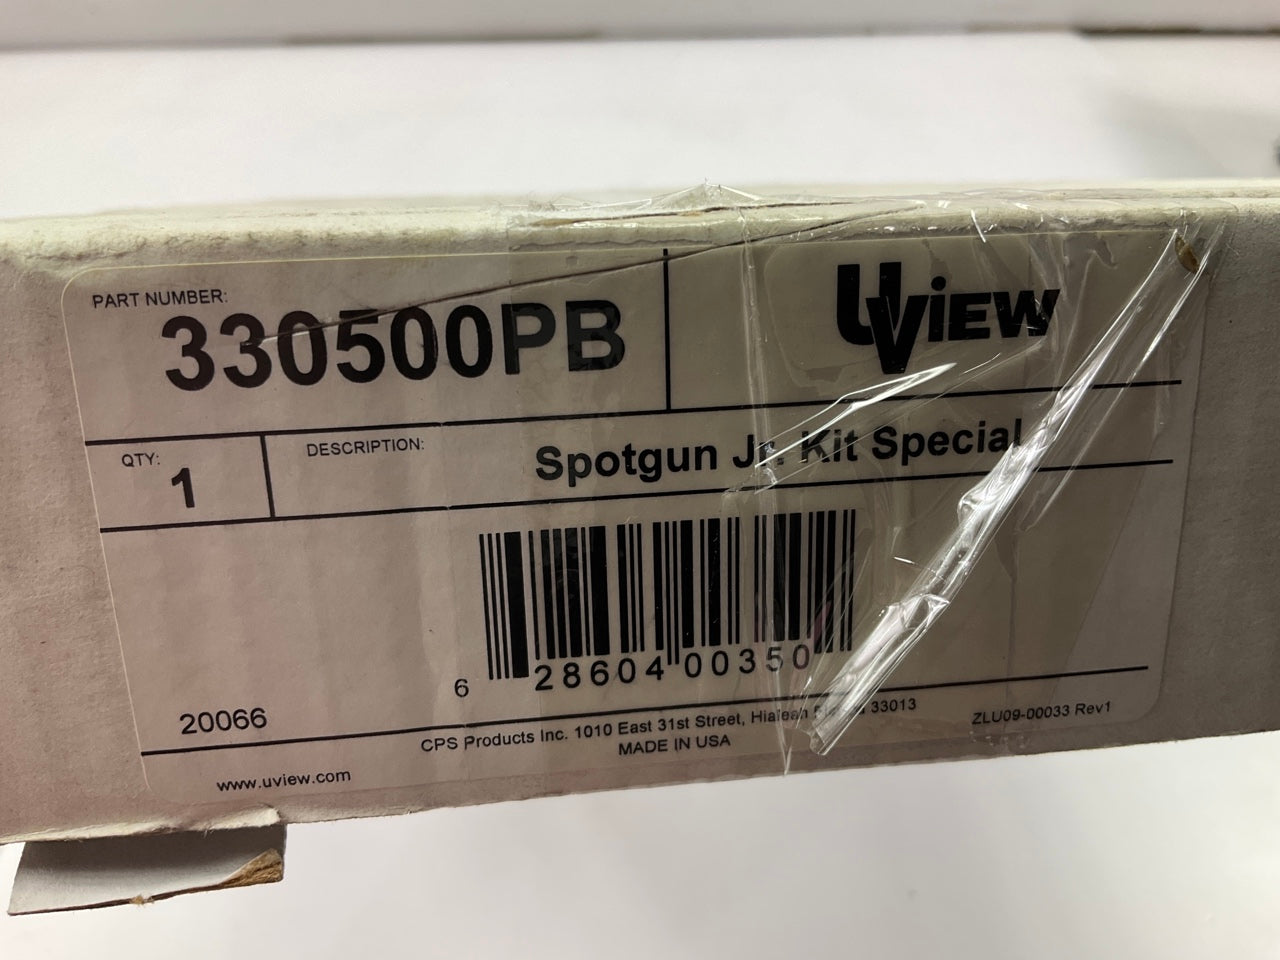 PART NUMBER:
330500PB
UVIEW
QTY:
1
DESCRIPTION:
Spotgun Jr. Kit Special
6 28604 00350
20066
CPS Products Inc. 1010 East 31st Street, Hialeah 33013
MADE IN USA
ZLU09-00033 Rev1
www.uview.com